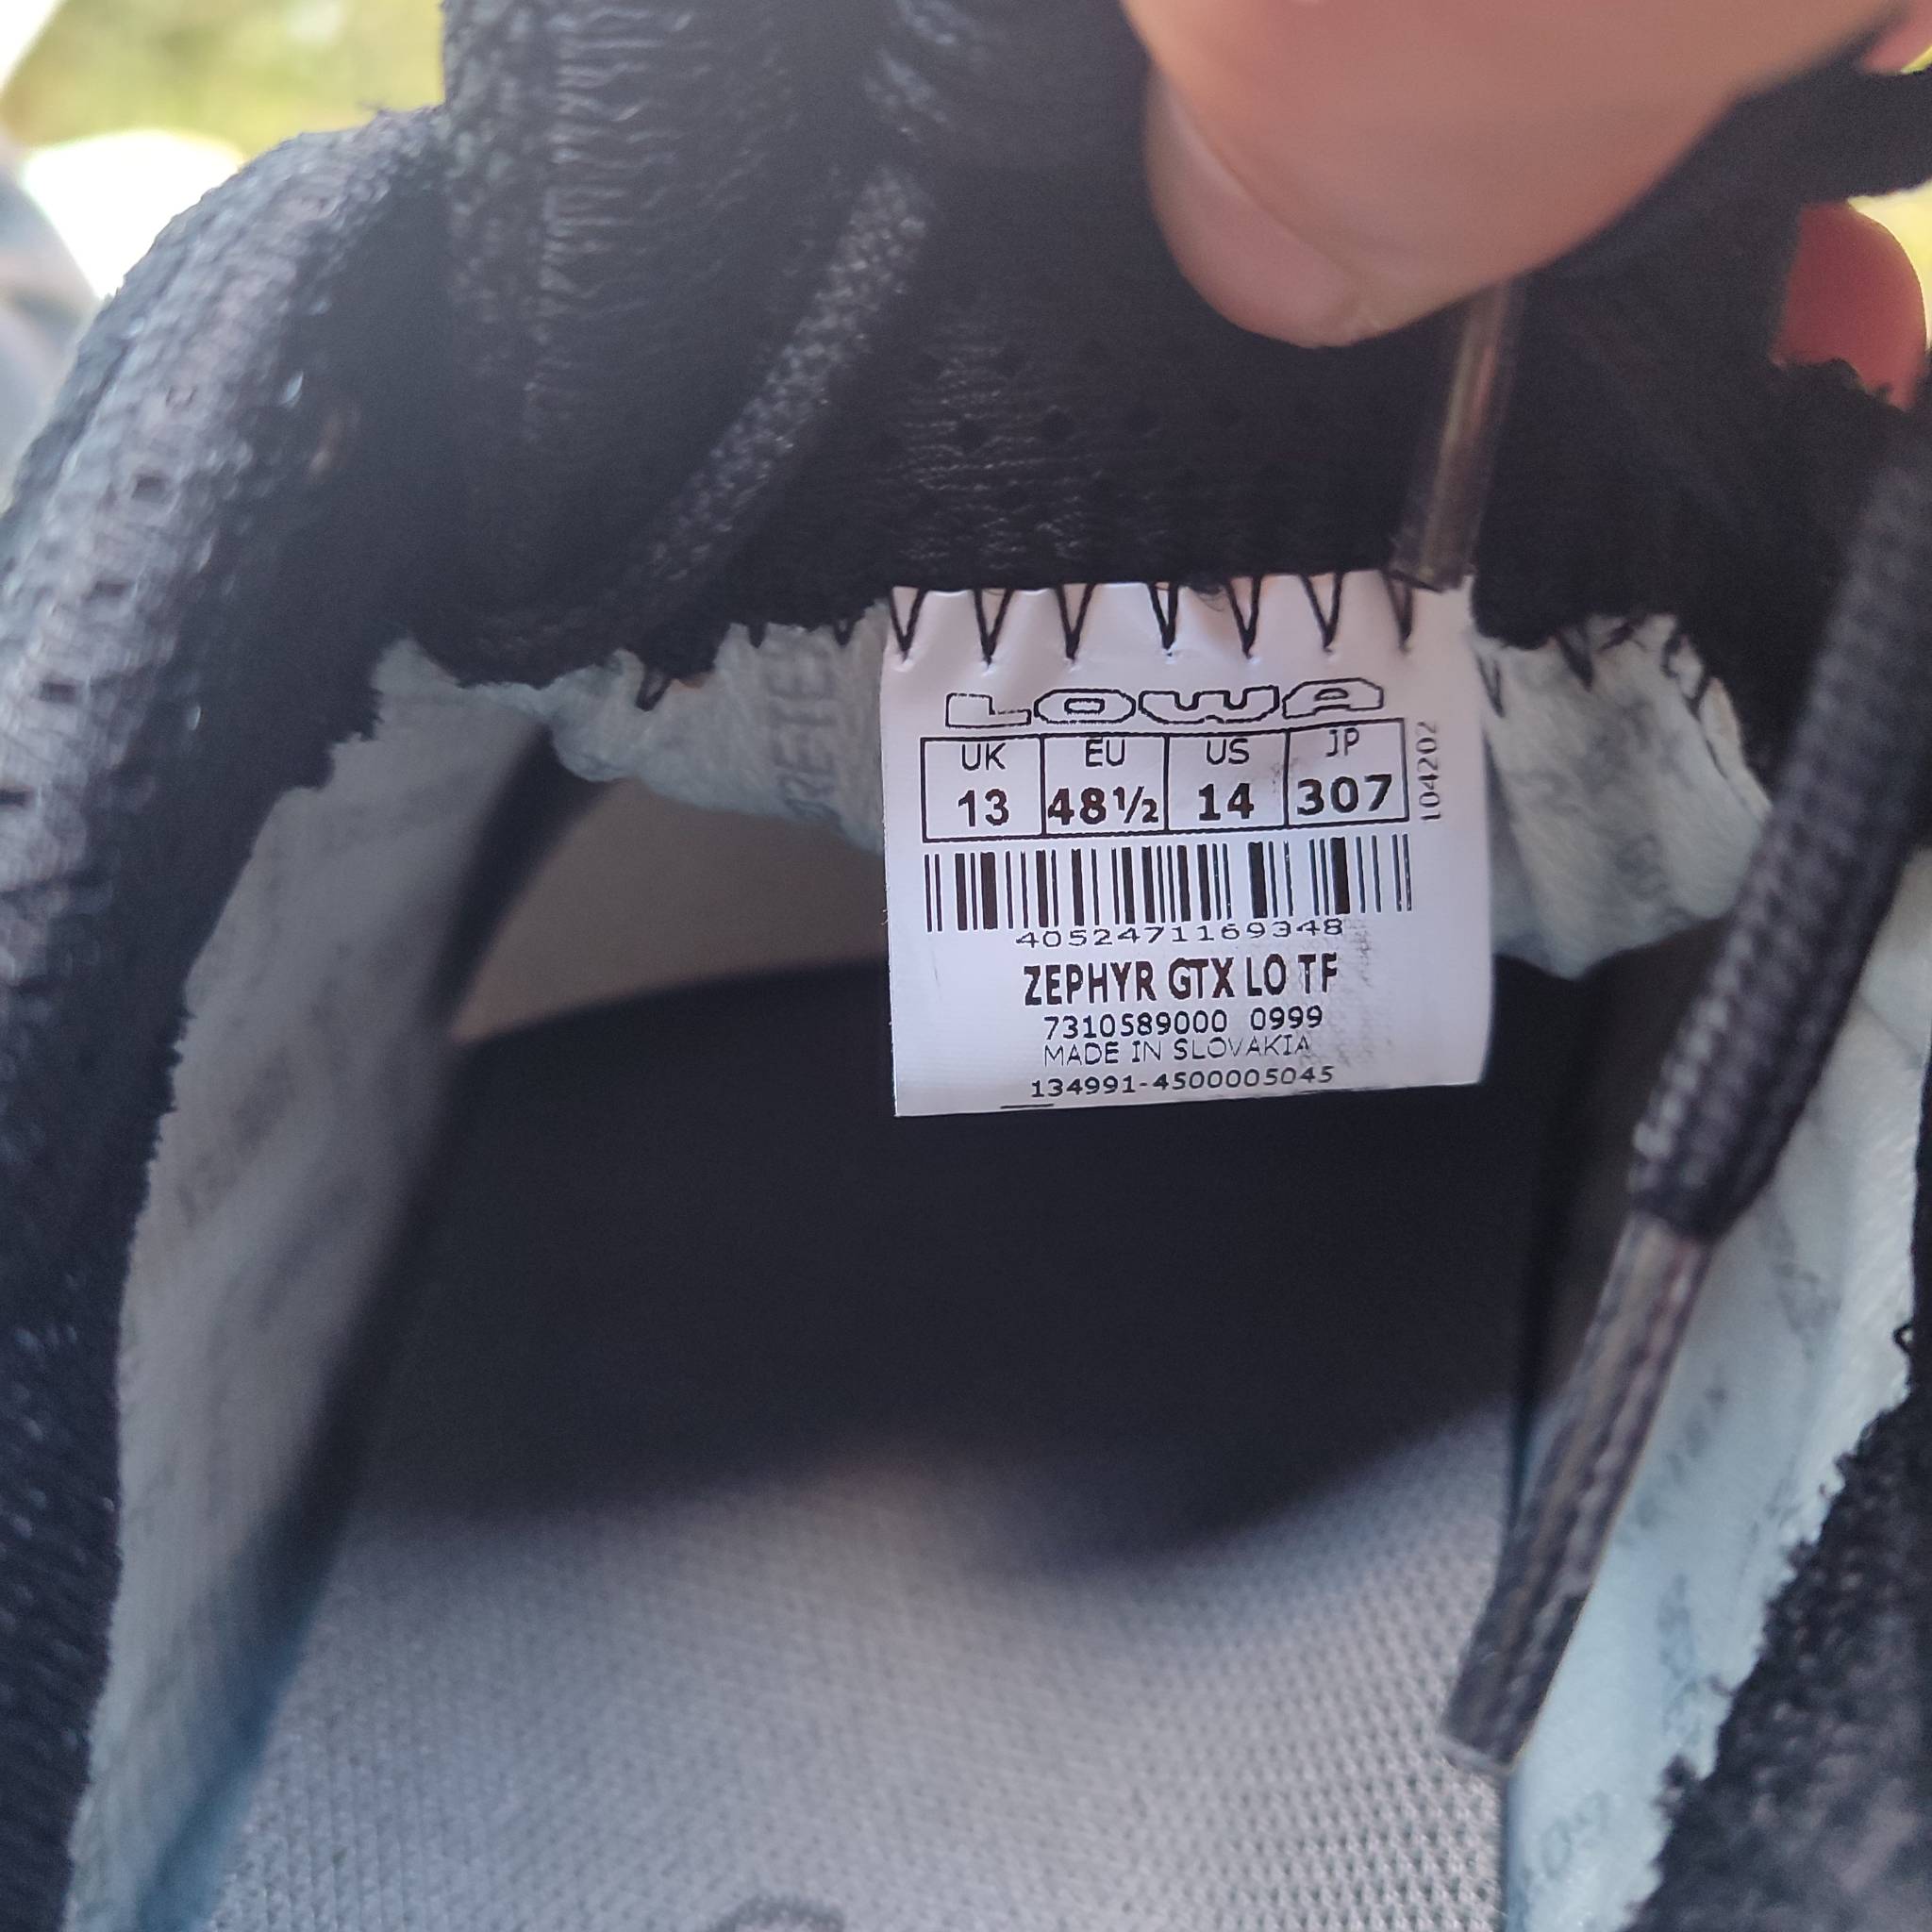 LOWA
UK EU US JP
13 48½ 14 307
104202
4052471169348
ZEPHYR GTX LO TF
7310589000 0999
MADE IN SLOVAKIA
134991-4500005045